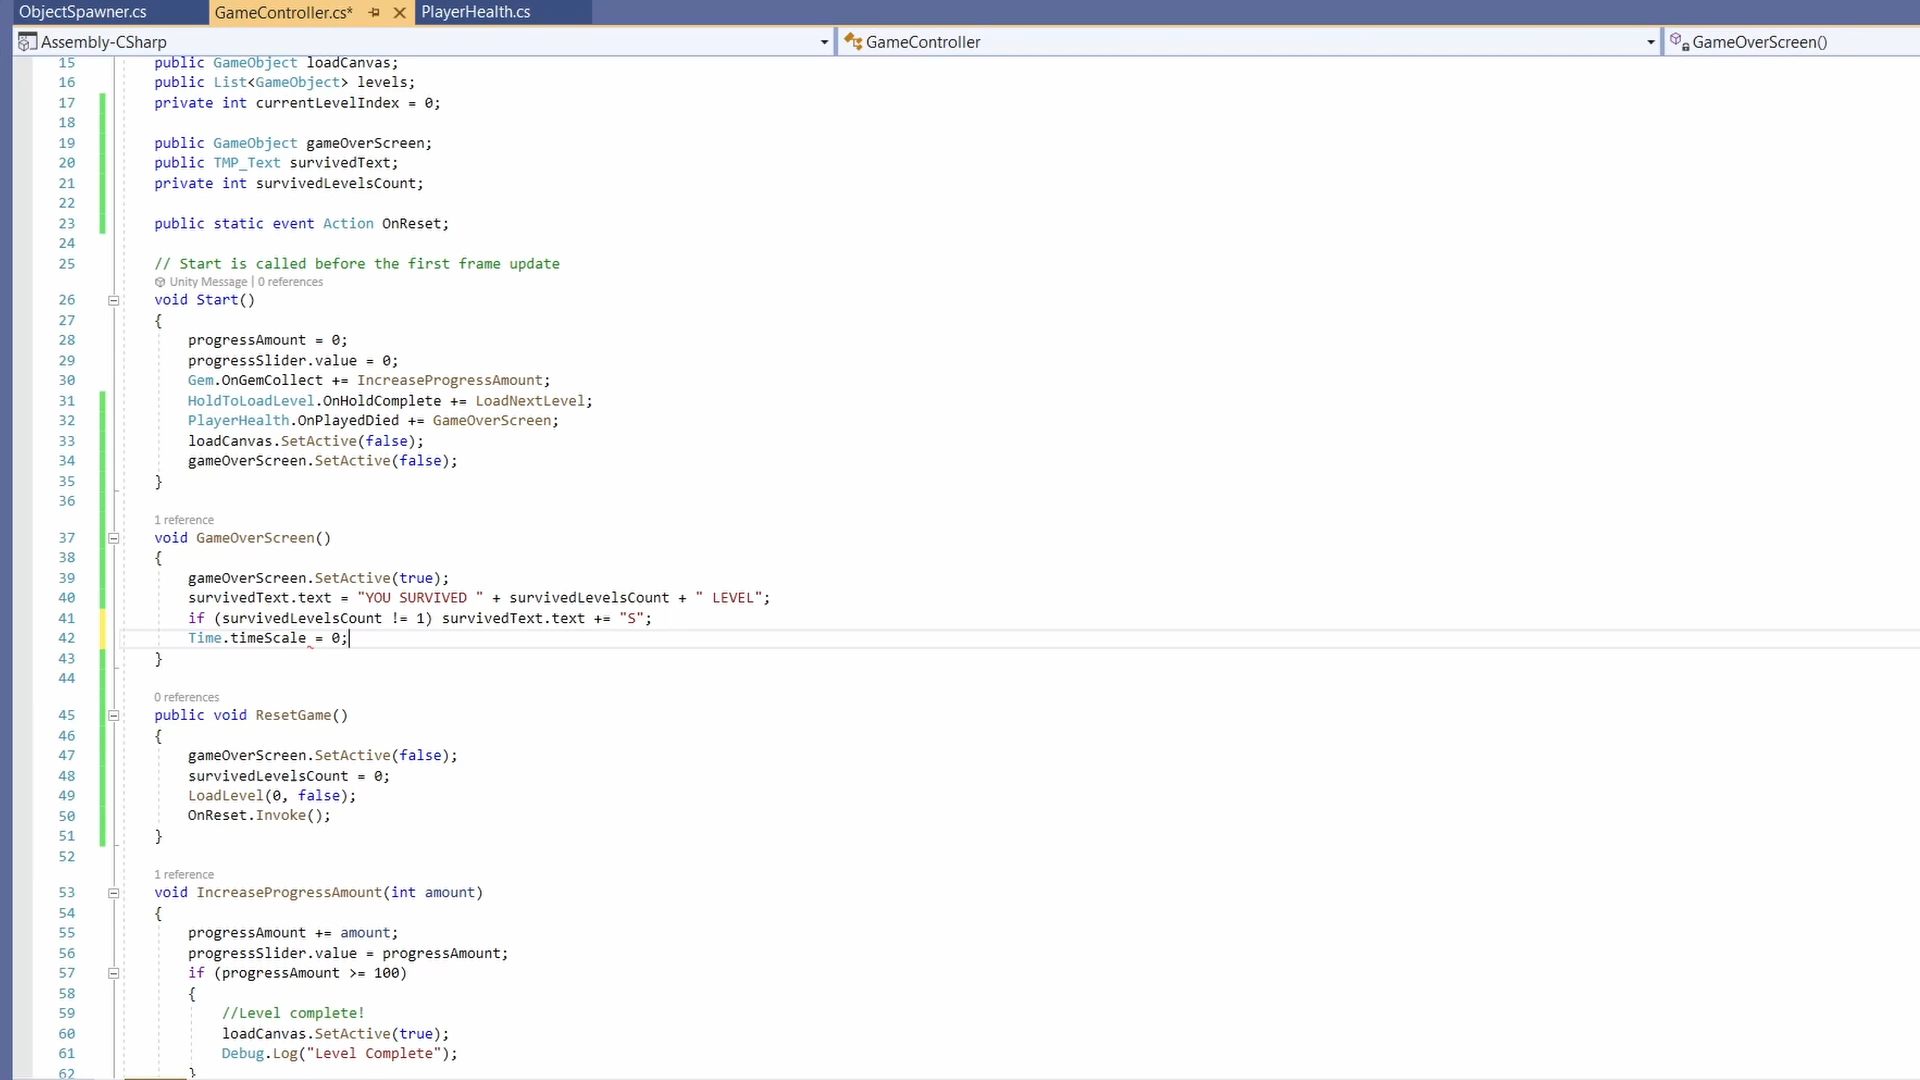 ObjectSpawner.cs GameController.cs* PlayerHealth.cs
Assembly-CSharp GameController GameOverScreen()
15 public GameObject loadCanvas;
16 public List<GameObject> levels;
17 private int currentLevelIndex = 0;
18
19 public GameObject gameOverScreen;
20 public TMP_Text survivedText;
21 private int survivedLevelsCount;
22
23 public static event Action OnReset;
24
25 // Start is called before the first frame update
Unity Message | 0 references
26 void Start()
27 {
28 progressAmount = 0;
29 progressSlider.value = 0;
30 Gem.OnGemCollect += IncreaseProgressAmount;
31 HoldToLoadLevel.OnHoldComplete += LoadNextLevel;
32 PlayerHealth.OnPlayedDied += GameOverScreen;
33 loadCanvas.SetActive(false);
34 gameOverScreen.SetActive(false);
35 }
36
1 reference
37 void GameOverScreen()
38 {
39 gameOverScreen.SetActive(true);
40 survivedText.text = "YOU SURVIVED " + survivedLevelsCount + " LEVEL";
41 if (survivedLevelsCount != 1) survivedText.text += "S";
42 Time.timeScale = 0;
43 }
44
0 references
45 public void ResetGame()
46 {
47 gameOverScreen.SetActive(false);
48 survivedLevelsCount = 0;
49 LoadLevel(0, false);
50 OnReset.Invoke();
51 }
52
1 reference
53 void IncreaseProgressAmount(int amount)
54 {
55 progressAmount += amount;
56 progressSlider.value = progressAmount;
57 if (progressAmount >= 100)
58 {
59 //Level complete!
60 loadCanvas.SetActive(true);
61 Debug.Log("Level Complete");
62 }